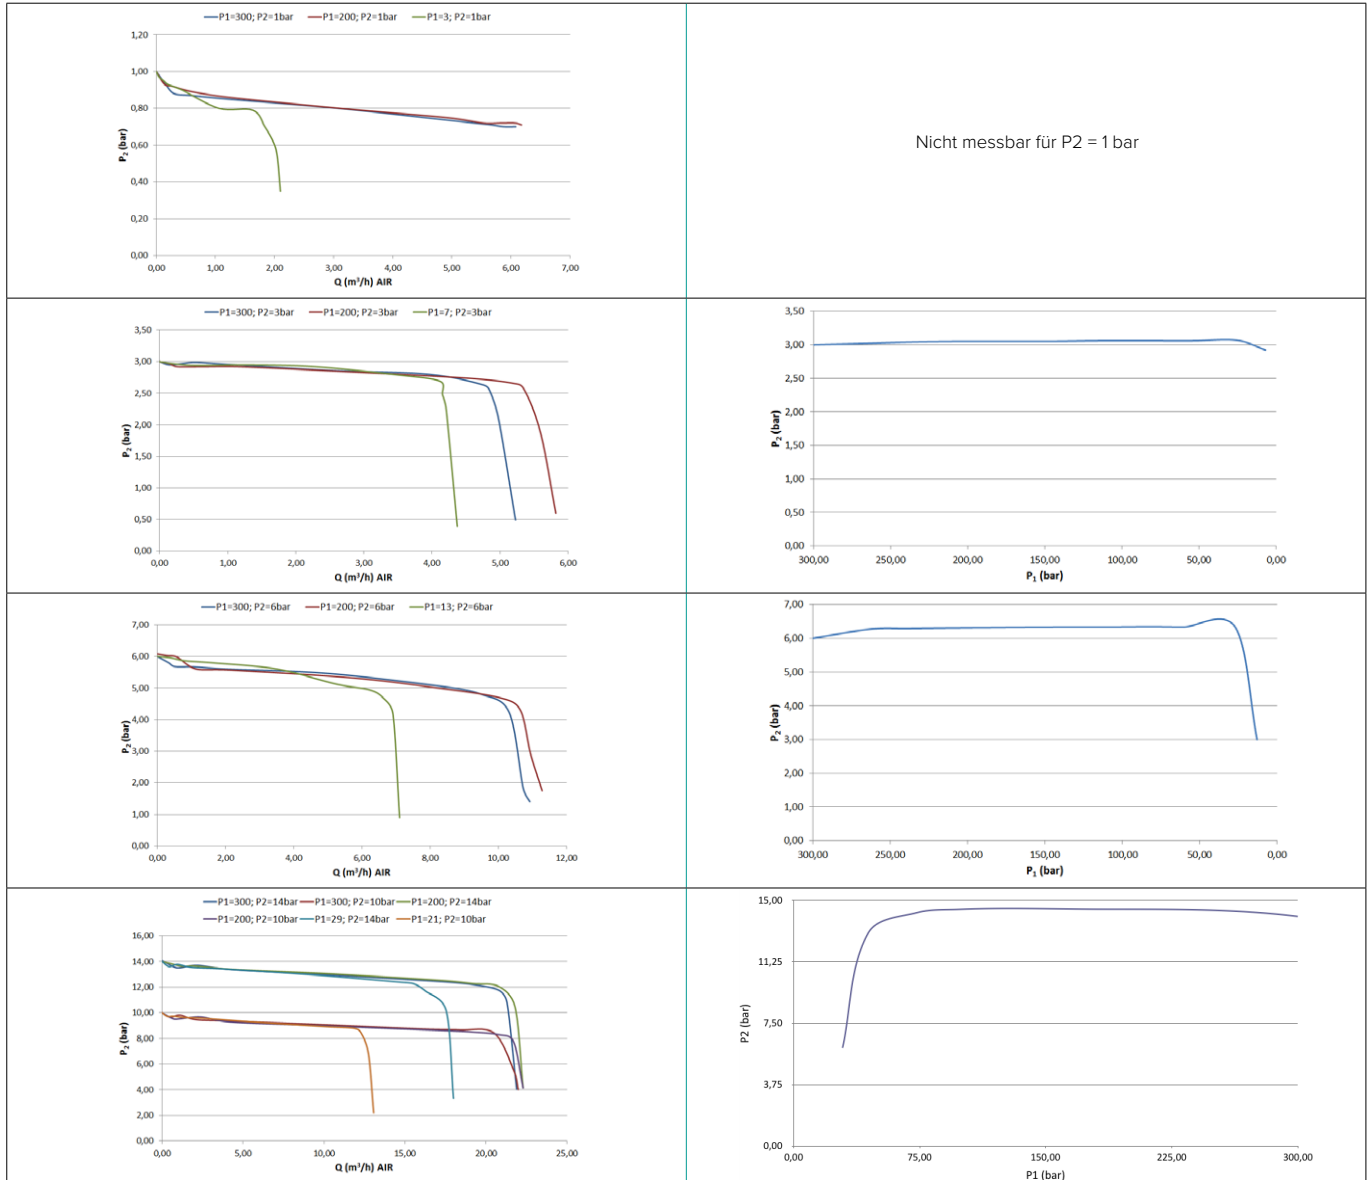 P1=300; P2=1bar P1=200; P2=1bar P1=3; P2=1bar
1,20
1,00
0,80
0,60
0,40
0,20
0,00
P₂ (bar)
0,00 1,00 2,00 3,00 4,00 5,00 6,00 7,00
Q (m³/h) AIR
Nicht messbar für P2 = 1 bar
P1=300; P2=3bar P1=200; P2=3bar P1=7; P2=3bar
3,50
3,00
2,50
2,00
1,50
1,00
0,50
0,00
P₂ (bar)
0,00 1,00 2,00 3,00 4,00 5,00 6,00
Q (m³/h) AIR
3,50
3,00
2,50
2,00
1,50
1,00
0,50
0,00
P₂ (bar)
300,00 250,00 200,00 150,00 100,00 50,00 0,00
P₁ (bar)
P1=300; P2=6bar P1=200; P2=6bar P1=13; P2=6bar
7,00
6,00
5,00
4,00
3,00
2,00
1,00
0,00
P₂ (bar)
0,00 2,00 4,00 6,00 8,00 10,00 12,00
Q (m³/h) AIR
7,00
6,00
5,00
4,00
3,00
2,00
1,00
0,00
P₂ (bar)
300,00 250,00 200,00 150,00 100,00 50,00 0,00
P₁ (bar)
P1=300; P2=14bar P1=300; P2=10bar P1=200; P2=14bar
P1=200; P2=10bar P1=29; P2=14bar P1=21; P2=10bar
16,00
14,00
12,00
10,00
8,00
6,00
4,00
2,00
0,00
P₂ (bar)
0,00 5,00 10,00 15,00 20,00 25,00
Q (m³/h) AIR
15,00
11,25
7,50
3,75
0,00
P2 (bar)
0,00 75,00 150,00 225,00 300,00
P1 (bar)